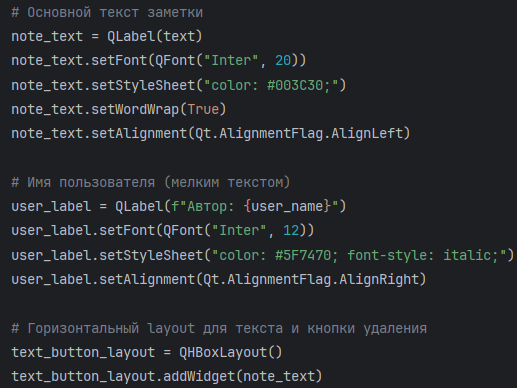 # Основной текст заметки
note_text = QLabel(text)
note_text.setFont(QFont("Inter", 20))
note_text.setStyleSheet("color: #003C30;")
note_text.setWordWrap(True)
note_text.setAlignment(Qt.AlignmentFlag.AlignLeft)

# Имя пользователя (мелким текстом)
user_label = QLabel(f"Автор: {user_name}")
user_label.setFont(QFont("Inter", 12))
user_label.setStyleSheet("color: #5F7470; font-style: italic;")
user_label.setAlignment(Qt.AlignmentFlag.AlignRight)

# Горизонтальный layout для текста и кнопки удаления
text_button_layout = QHBoxLayout()
text_button_layout.addWidget(note_text)